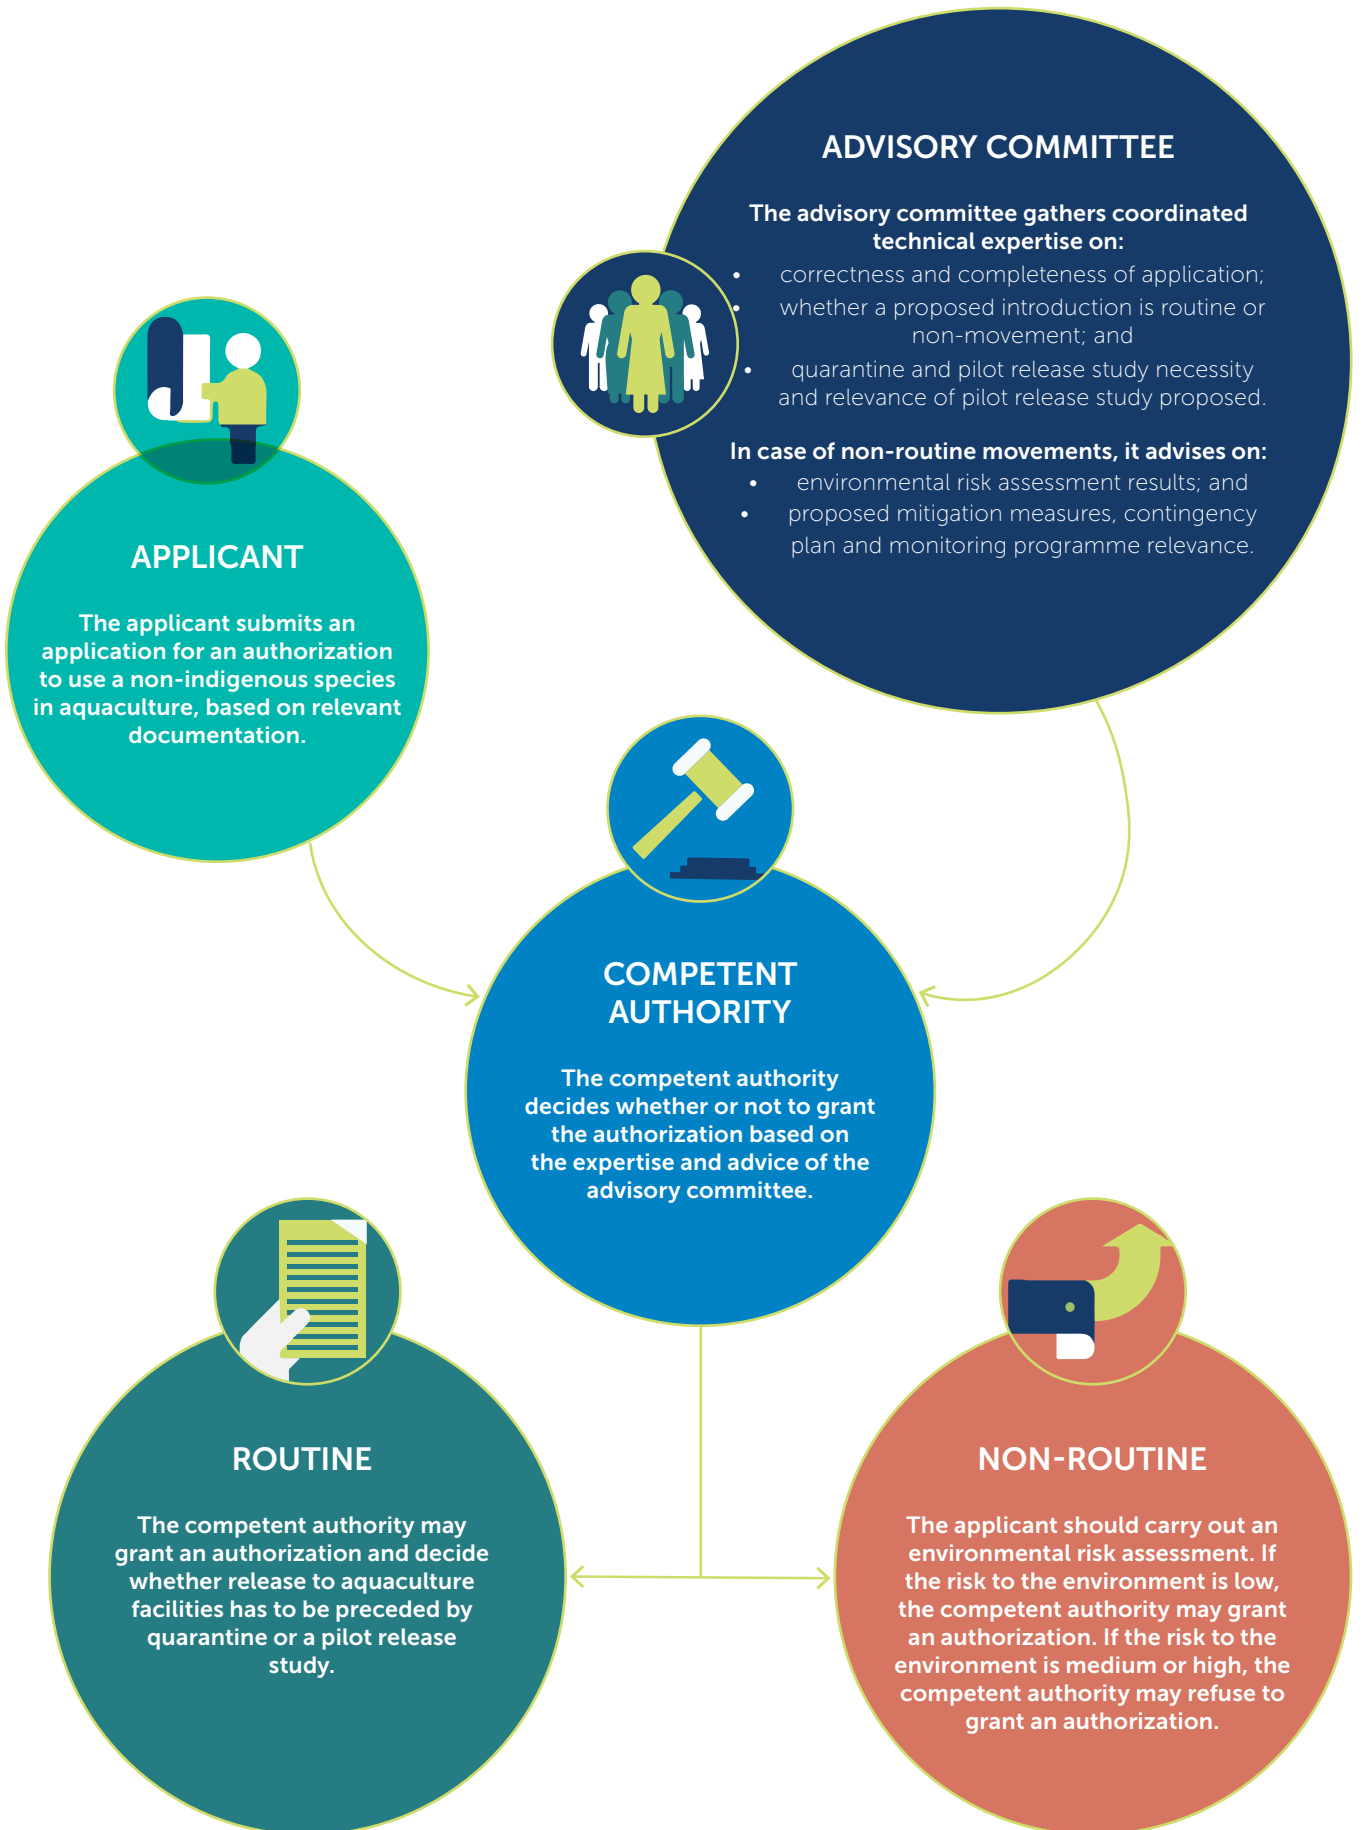 ADVISORY COMMITTEE
The advisory committee gathers coordinated
technical expertise on:
• correctness and completeness of application;
• whether a proposed introduction is routine or
non-movement; and
• quarantine and pilot release study necessity
and relevance of pilot release study proposed.
In case of non-routine movements, it advises on:
• environmental risk assessment results; and
• proposed mitigation measures, contingency
plan and monitoring programme relevance.
APPLICANT
The applicant submits an
application for an authorization
to use a non-indigenous species
in aquaculture, based on relevant
documentation.
COMPETENT
AUTHORITY
The competent authority
decides whether or not to grant
the authorization based on
the expertise and advice of the
advisory committee.
ROUTINE
The competent authority may
grant an authorization and decide
whether release to aquaculture
facilities has to be preceded by
quarantine or a pilot release
study.
NON-ROUTINE
The applicant should carry out an
environmental risk assessment. If
the risk to the environment is low,
the competent authority may grant
an authorization. If the risk to the
environment is medium or high, the
competent authority may refuse to
grant an authorization.